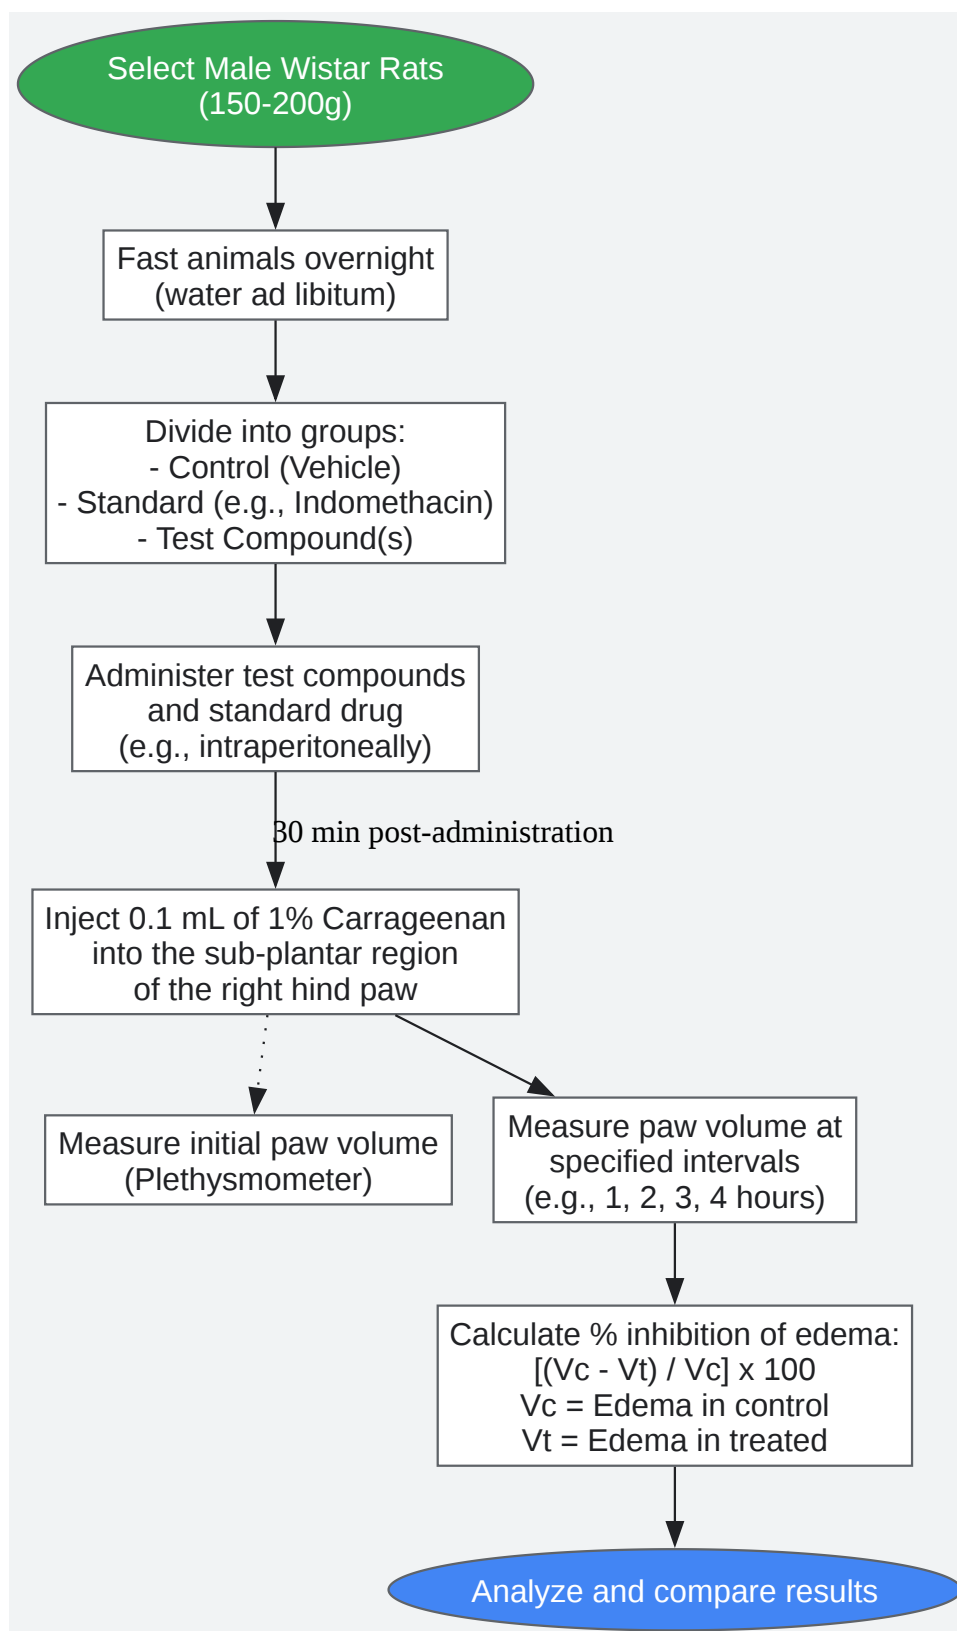 Select Male Wistar Rats
(150-200g)
Fast animals overnight
(water ad libitum)
Divide into groups:
- Control (Vehicle)
- Standard (e.g., Indomethacin)
- Test Compound(s)
Administer test compounds
and standard drug
(e.g., intraperitoneally)
30 min post-administration
Inject 0.1 mL of 1% Carrageenan
into the sub-plantar region
of the right hind paw
Measure initial paw volume
(Plethysmometer)
Measure paw volume at
specified intervals
(e.g., 1, 2, 3, 4 hours)
Calculate % inhibition of edema:
[(Vc - Vt) / Vc] x 100
Vc = Edema in control
Vt = Edema in treated
Analyze and compare results